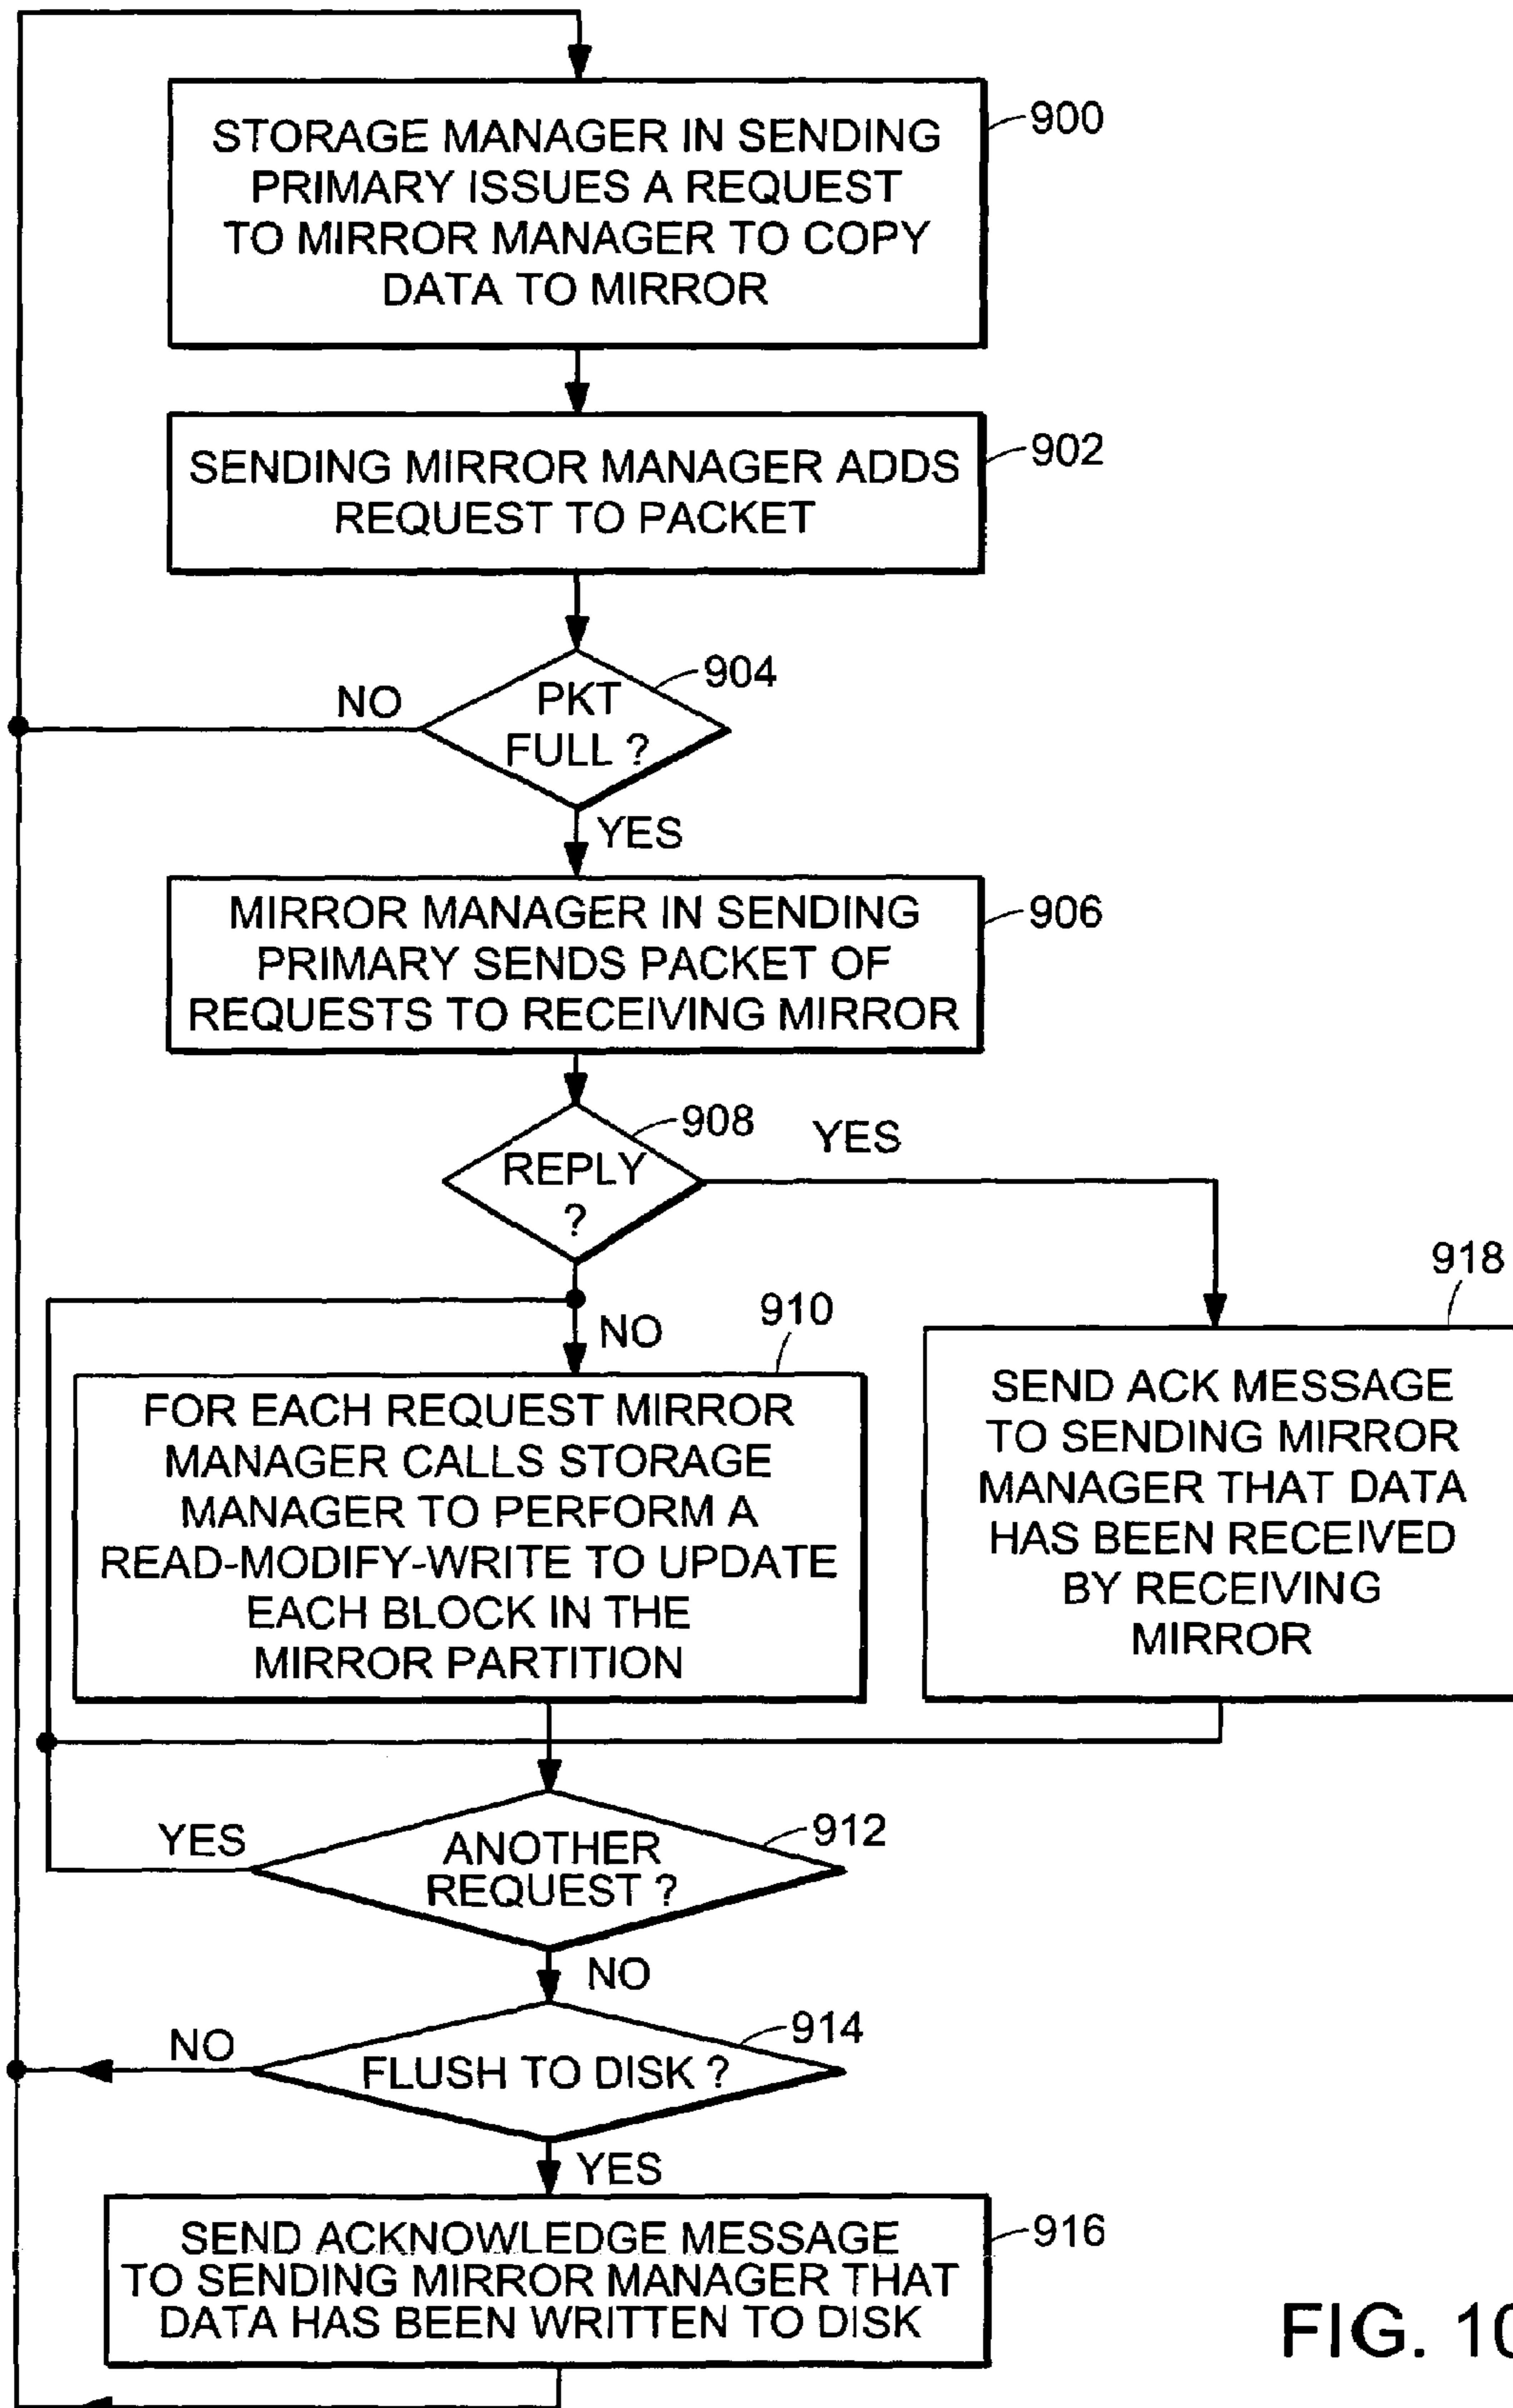 STORAGE MANAGER IN SENDING
PRIMARY ISSUES A REQUEST
TO MIRROR MANAGER TO COPY
DATA TO MIRROR
900
SENDING MIRROR MANAGER ADDS
REQUEST TO PACKET
902
PKT
FULL ?
904
NO
YES
MIRROR MANAGER IN SENDING
PRIMARY SENDS PACKET OF
REQUESTS TO RECEIVING MIRROR
906
REPLY
?
908
YES
NO
910
FOR EACH REQUEST MIRROR
MANAGER CALLS STORAGE
MANAGER TO PERFORM A
READ-MODIFY-WRITE TO UPDATE
EACH BLOCK IN THE
MIRROR PARTITION
918
SEND ACK MESSAGE
TO SENDING MIRROR
MANAGER THAT DATA
HAS BEEN RECEIVED
BY RECEIVING
MIRROR
ANOTHER
REQUEST ?
912
YES
NO
FLUSH TO DISK ?
914
NO
YES
SEND ACKNOWLEDGE MESSAGE
TO SENDING MIRROR MANAGER THAT
DATA HAS BEEN WRITTEN TO DISK
916
FIG. 10